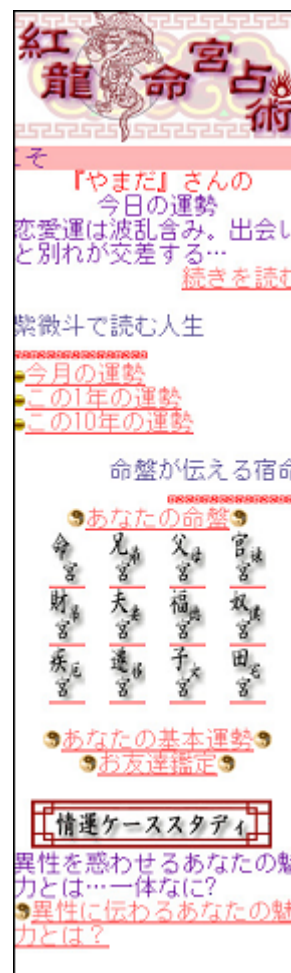 紅龍命宮占術
こそ
『やまだ』さんの
今日の運勢
恋愛運は波乱含み。出会い
と別れが交差する…
続きを読む
紫微斗で読む人生
今月の運勢
この1年の運勢
この10年の運勢
命盤が伝える宿命
あなたの命盤
命宮 兄弟宮 父母宮 官禄宮
財帛宮 夫妻宮 福徳宮 奴僕宮
疾厄宮 遷移宮 子女宮 田宅宮
あなたの基本運勢
お友達鑑定
情運ケーススタディ
異性を惑わせるあなたの魅
力とは…一体なに?
異性に伝わるあなたの魅
力とは？